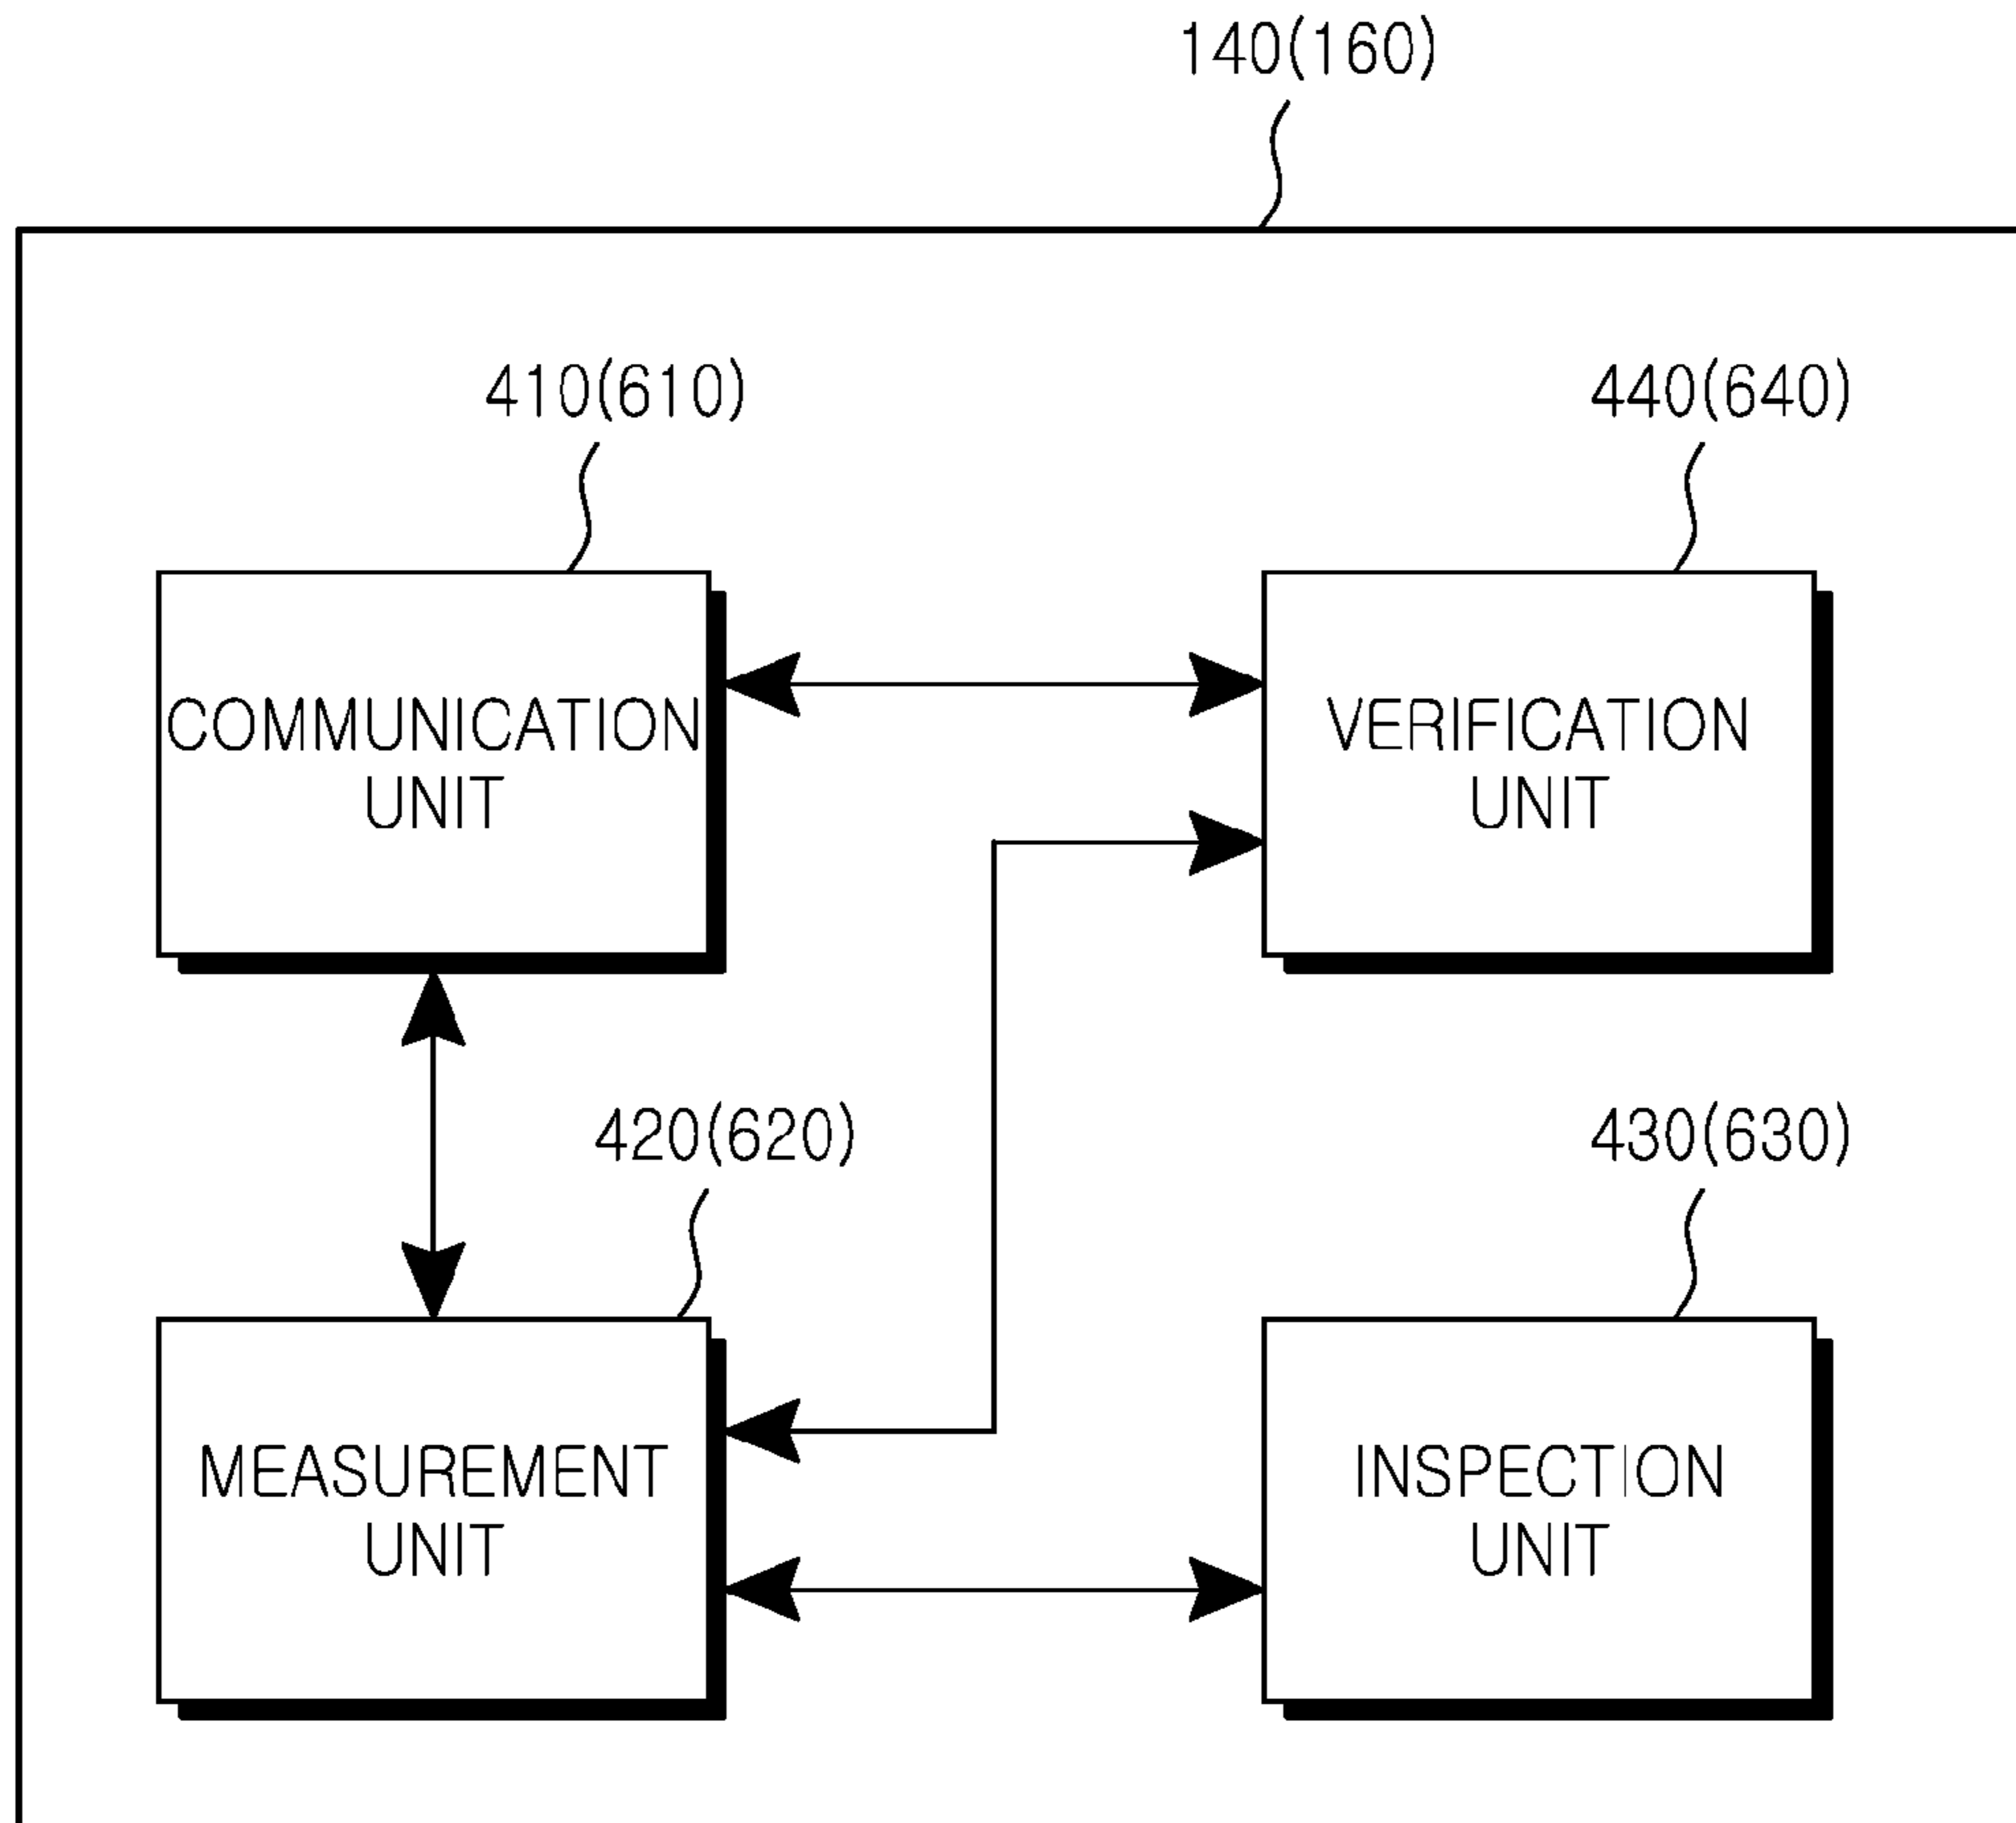 140(160)
410(610)
440(640)
COMMUNICATION
UNIT
VERIFICATION
UNIT
420(620)
430(630)
MEASUREMENT
UNIT
INSPECTION
UNIT